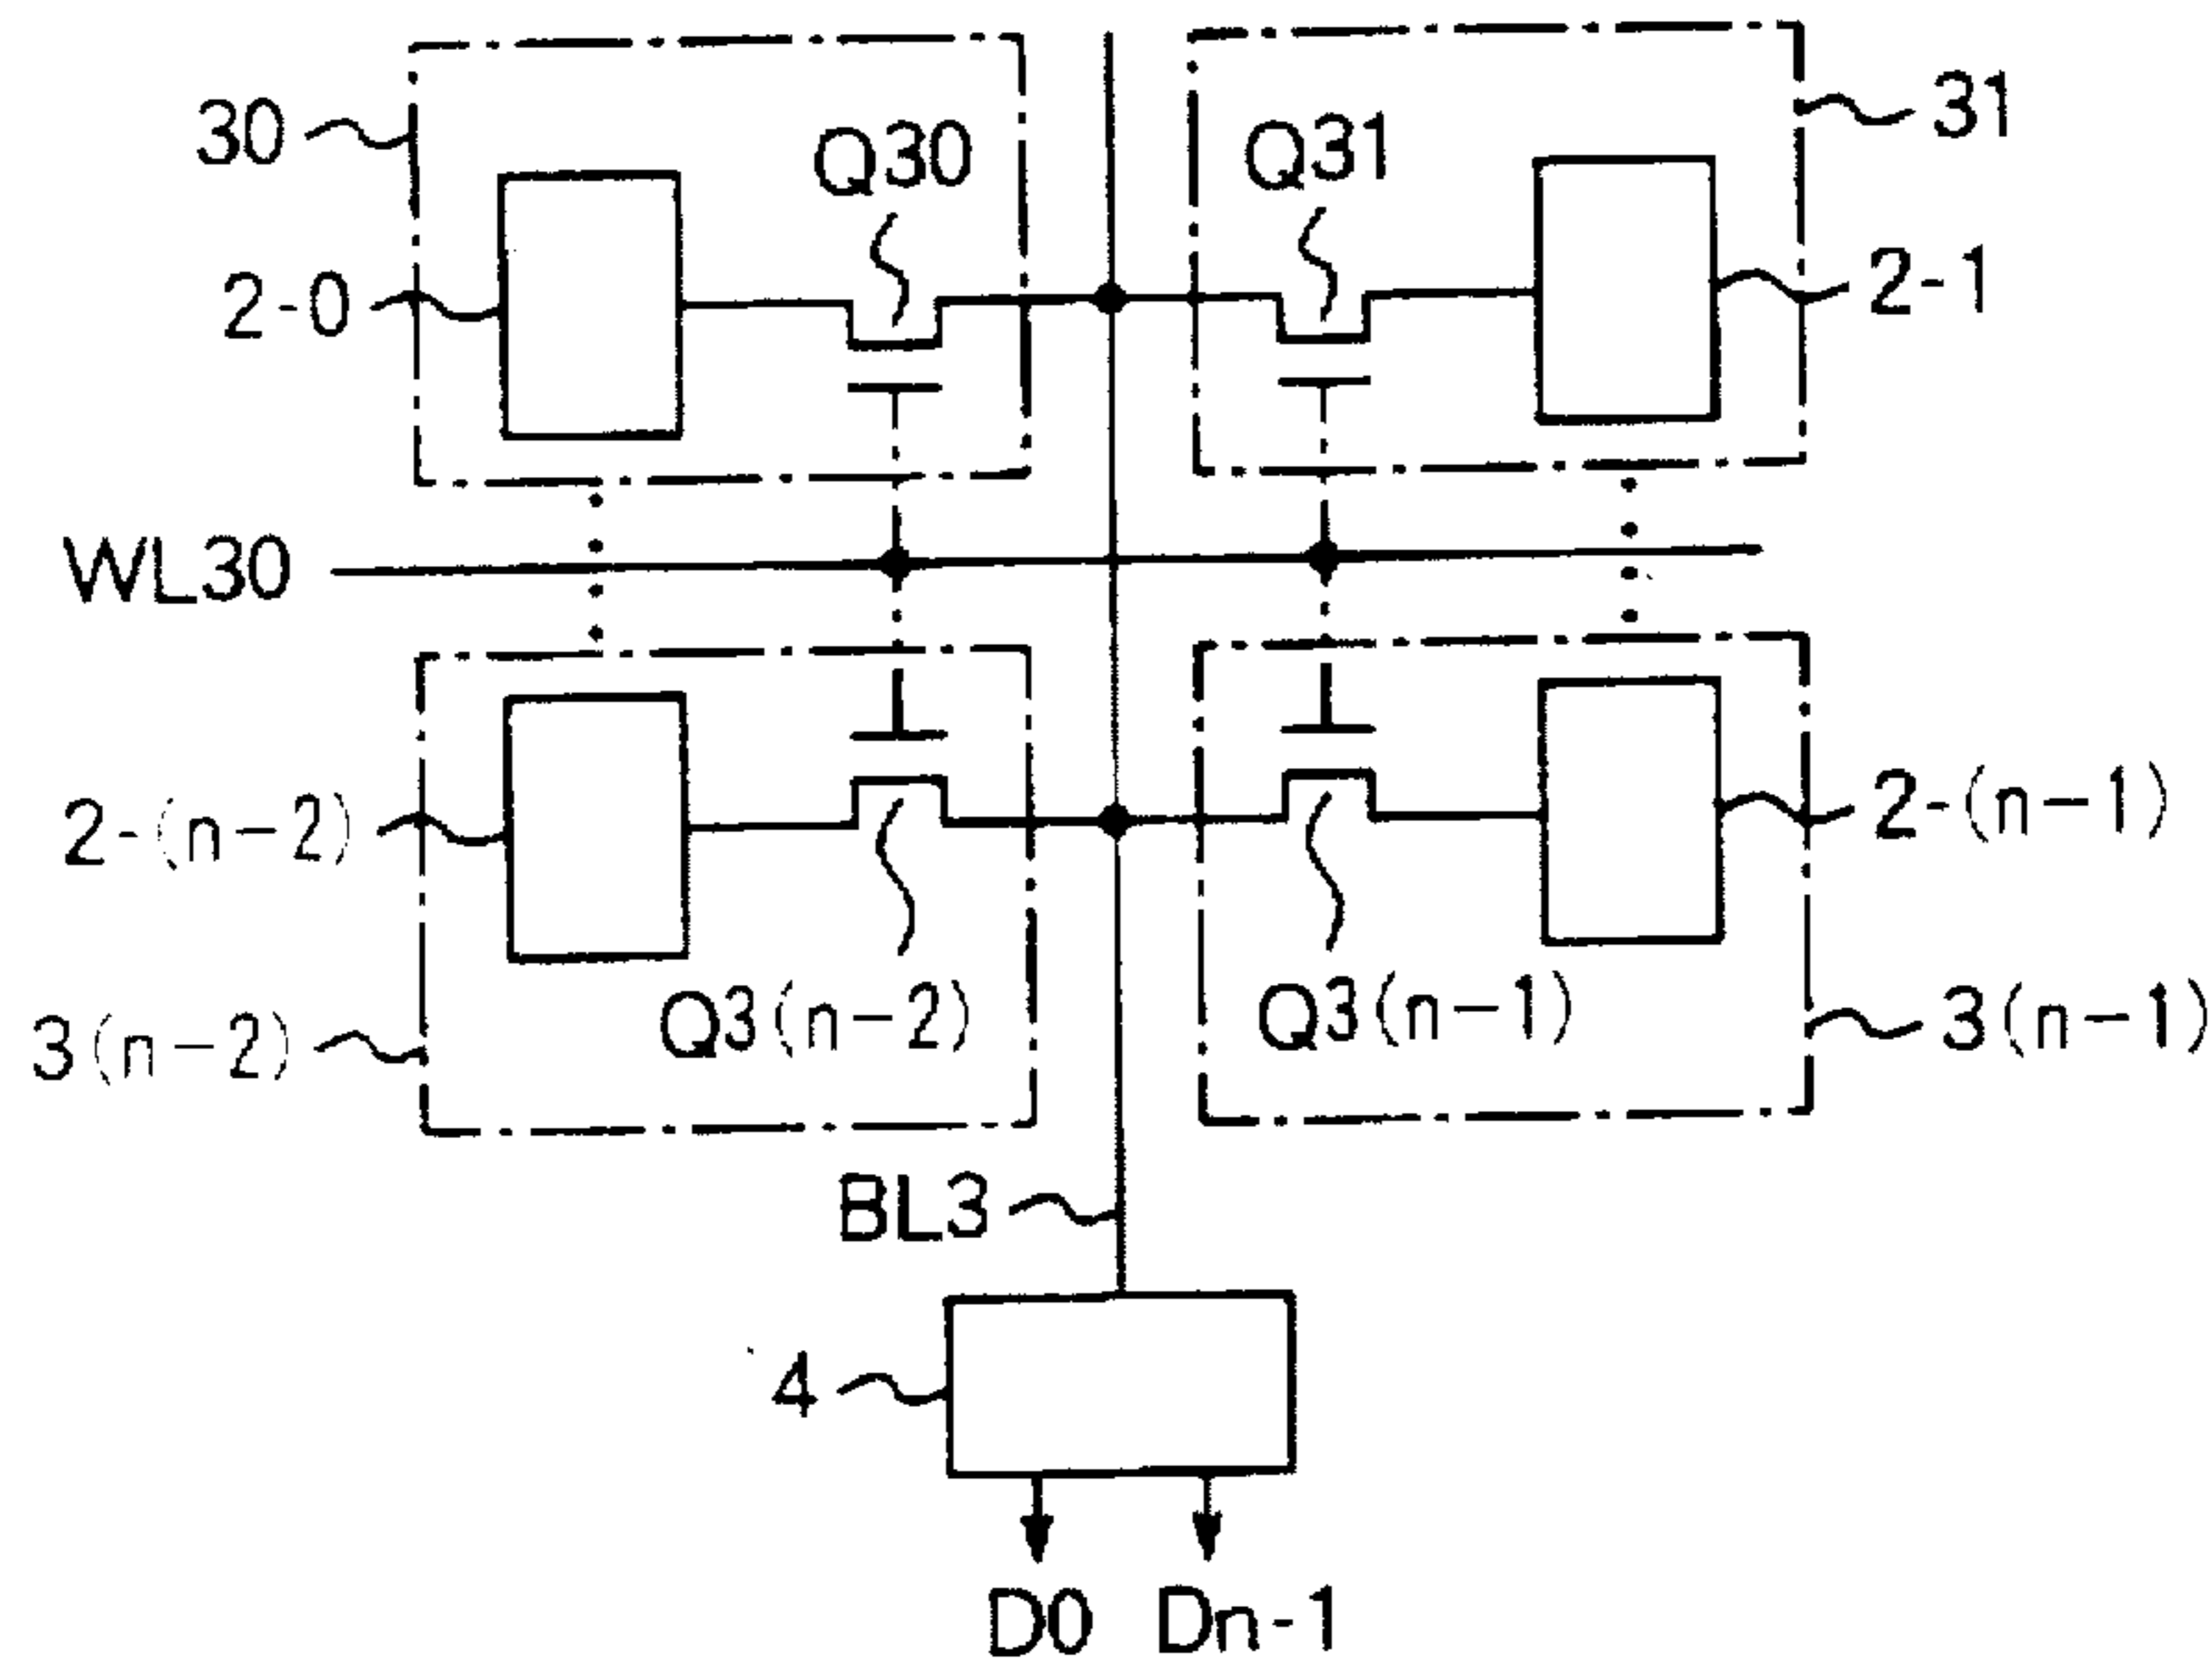 30
Q30
Q31
31
2-0
2-1
WL30
2-(n-2)
2-(n-1)
Q3(n-2)
Q3(n-1)
3(n-2)
3(n-1)
BL3
4
D0
Dn-1